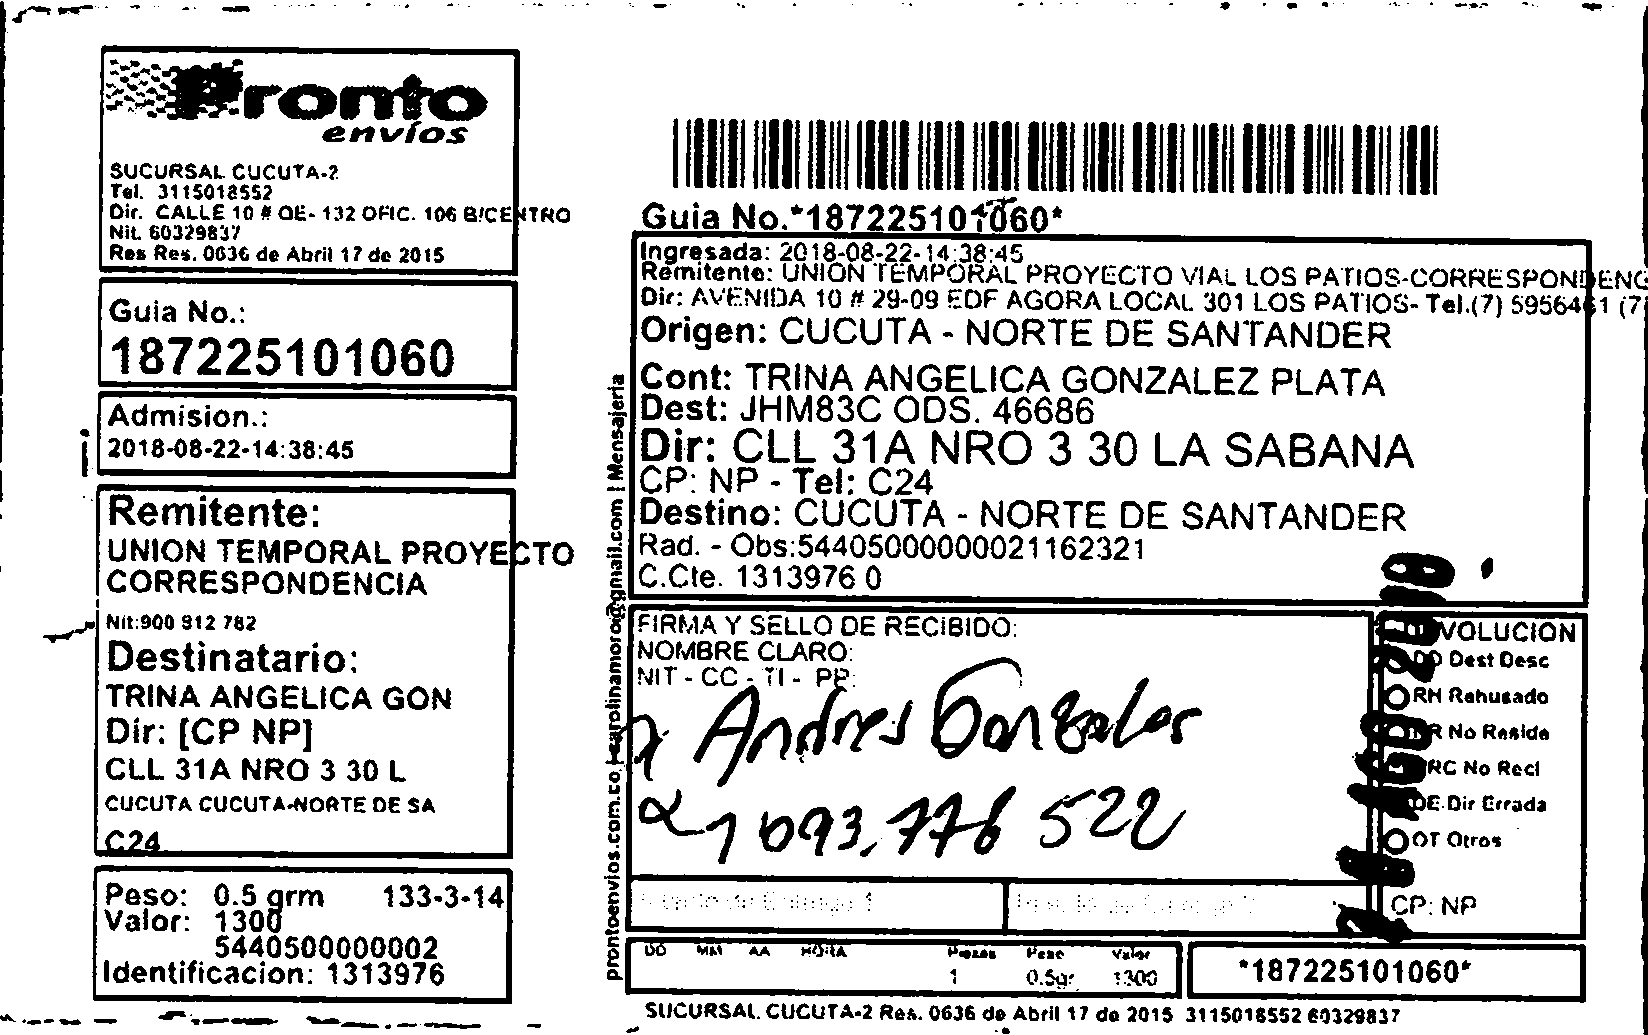 Pronto
envíos
SUCURSAL CUCUTA-2
Tel. 3115018552
Dir. CALLE 10 # OE- 132 OFIC. 106 B/CENTRO
Nit. 60329837
Res Res. 0636 de Abril 17 de 2015
Guia No.:
187225101060
Admision.:
2018-08-22-14:38:45
Remitente:
UNION TEMPORAL PROYECTO
CORRESPONDENCIA
Nit:900 912 782
Destinatario:
TRINA ANGELICA GON
Dir: [CP NP]
CLL 31A NRO 3 30 L
CUCUTA CUCUTA-NORTE DE SA
C24
Peso: 0.5 grm 133-3-14
Valor: 1300
5440500000002
Identificacion: 1313976
prontoenvios.com.co carolinamoro@gmail.com | Mensajeria
Guia No.*187225101060*
Ingresada: 2018-08-22-14:38:45
Remitente: UNION TEMPORAL PROYECTO VIAL LOS PATIOS-CORRESPONDENC
Dir: AVENIDA 10 # 29-09 EDF AGORA LOCAL 301 LOS PATIOS- Tel.(7) 5956461 (7)
Origen: CUCUTA - NORTE DE SANTANDER
Cont: TRINA ANGELICA GONZALEZ PLATA
Dest: JHM83C ODS. 46686
Dir: CLL 31A NRO 3 30 LA SABANA
CP: NP - Tel: C24
Destino: CUCUTA - NORTE DE SANTANDER
Rad. - Obs:544050000000021162321
C.Cte. 1313976 0
FIRMA Y SELLO DE RECIBIDO:
NOMBRE CLARO:
NIT - CC - TI - PP:
Andres Gonzalez
1093.776 522
DEVOLUCION
DD Dest Desc
RH Rehusado
NR No Reside
RC No Recl
DE Dir Errada
OT Otros
CP: NP
DD MM AA HORA Piezas Peso Valor
1 0.5gr 1300
*187225101060*
SUCURSAL CUCUTA-2 Res. 0636 de Abril 17 de 2015 3115018552 60329837